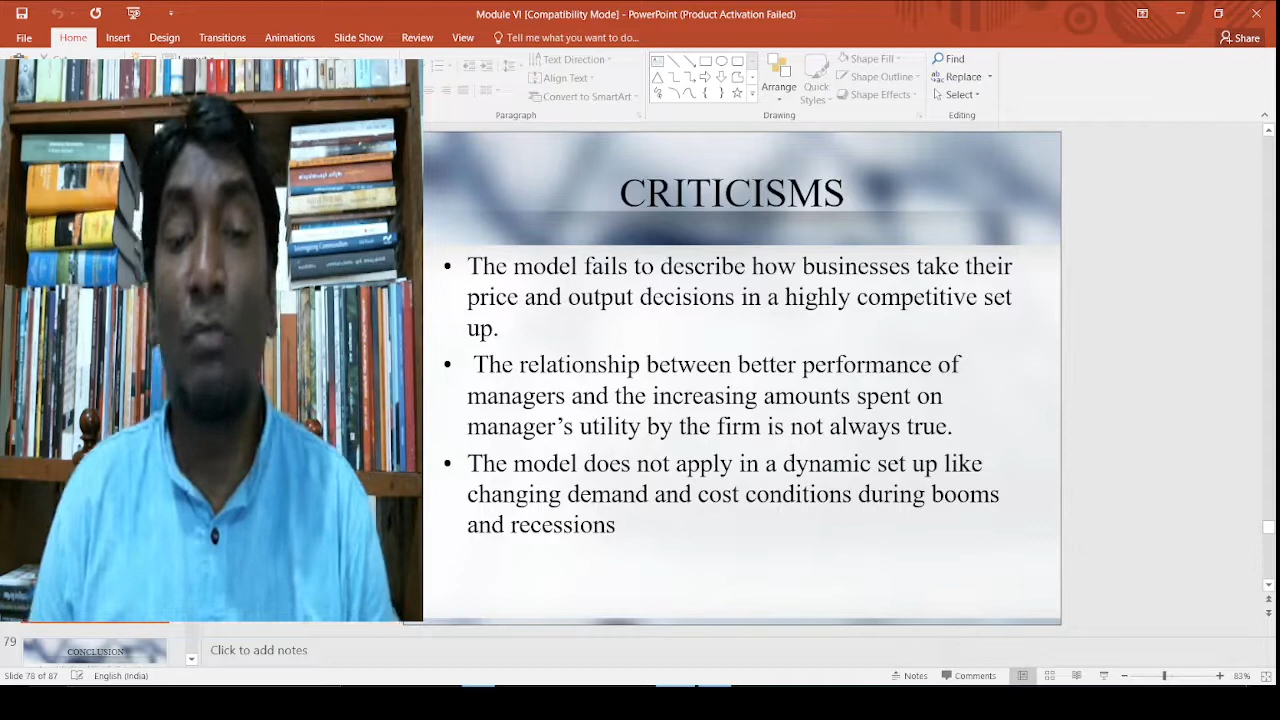 Module VI [Compatibility Mode] - PowerPoint (Product Activation Failed)
File Home Insert Design Transitions Animations Slide Show Review View Tell me what you want to do... Share
Text Direction
Align Text
Convert to SmartArt
Paragraph
Arrange
Quick
Styles
Shape Fill
Shape Outline
Shape Effects
Drawing
Find
Replace
Select
Editing
CRITICISMS
• The model fails to describe how businesses take their
price and output decisions in a highly competitive set
up.
• The relationship between better performance of
managers and the increasing amounts spent on
manager’s utility by the firm is not always true.
• The model does not apply in a dynamic set up like
changing demand and cost conditions during booms
and recessions
79
CONCLUSION
Click to add notes
Slide 78 of 87 English (India) Notes Comments 83%